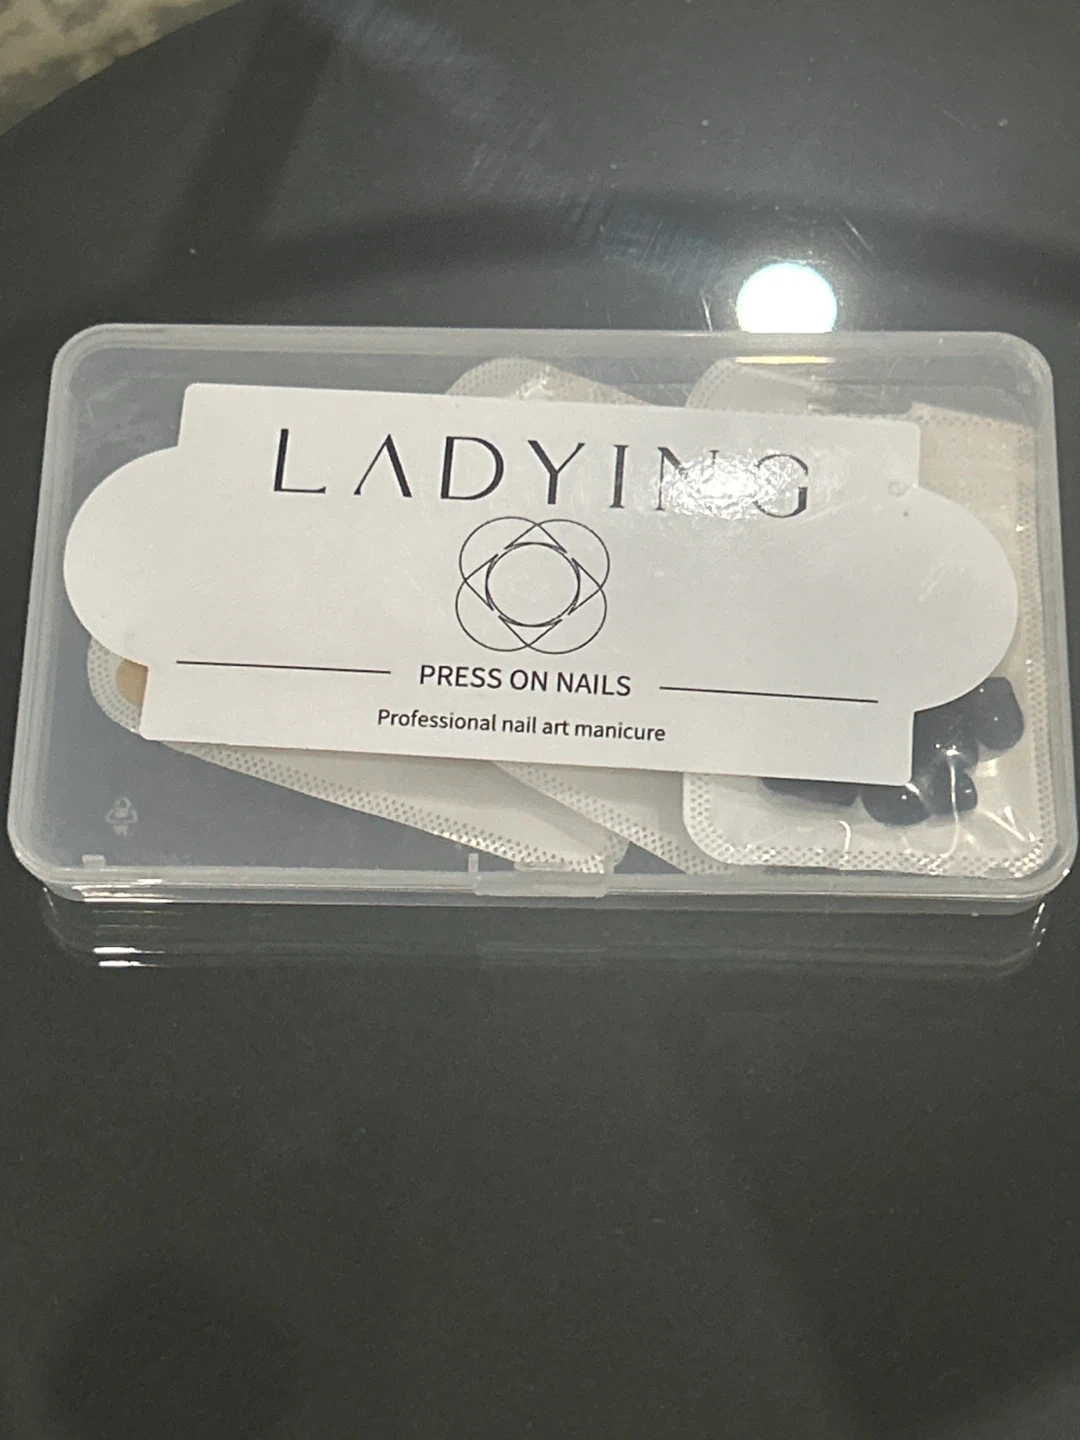 LADYING
PRESS ON NAILS
Professional nail art manicure